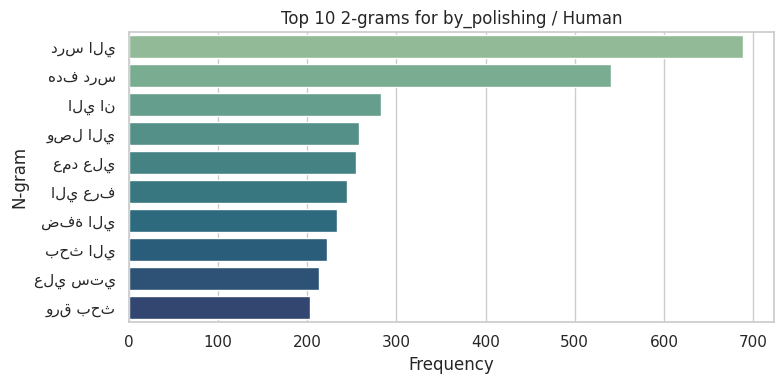 Top 10 2-grams for by_polishing / Human
N-gram
درس الي
هدف درس
الي ان
وصل الي
عمد علي
الي عرف
ضفة الي
بحث الي
علي ستي
ورق بحث
0 100 200 300 400 500 600 700
Frequency